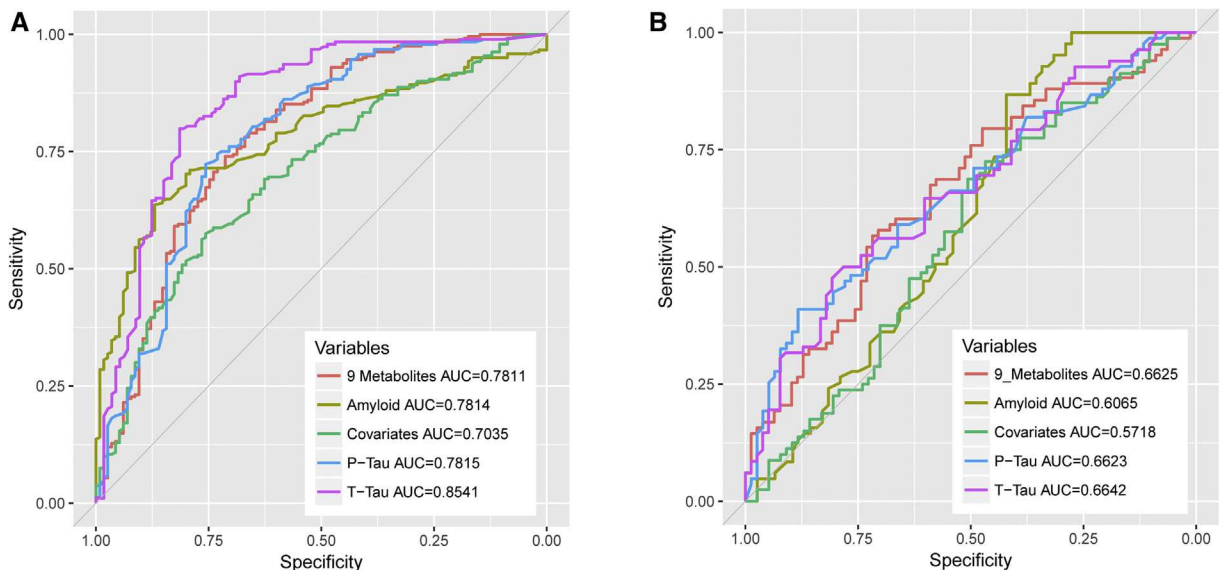 A
1.00
0.75
0.50
0.25
0.00
Sensitivity
1.00
0.75
0.50
0.25
0.00
Specificity
Variables
9 Metabolites AUC=0.7811
Amyloid AUC=0.7814
Covariates AUC=0.7035
P-Tau AUC=0.7815
T-Tau AUC=0.8541
B
1.00
0.75
0.50
0.25
0.00
Sensitivity
1.00
0.75
0.50
0.25
0.00
Specificity
Variables
9_Metabolites AUC=0.6625
Amyloid AUC=0.6065
Covariates AUC=0.5718
P-Tau AUC=0.6623
T-Tau AUC=0.6642